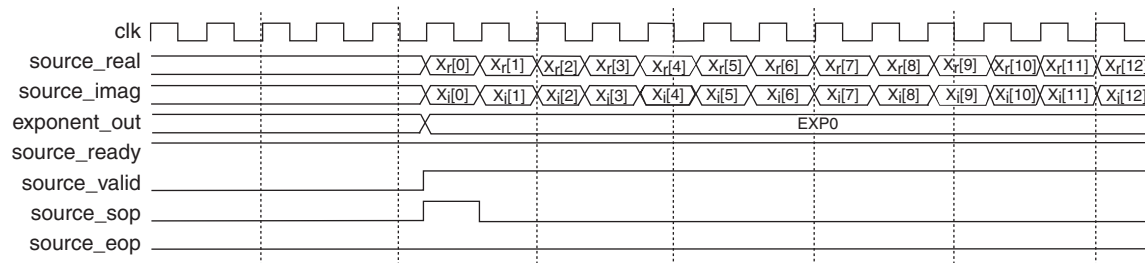 clk
source_real Xr[0] Xr[1] Xr[2] Xr[3] Xr[4] Xr[5] Xr[6] Xr[7] Xr[8] Xr[9] Xr[10] Xr[11] Xr[12]
source_imag Xi[0] Xi[1] Xi[2] Xi[3] Xi[4] Xi[5] Xi[6] Xi[7] Xi[8] Xi[9] Xi[10] Xi[11] Xi[12]
exponent_out EXP0
source_ready
source_valid
source_sop
source_eop